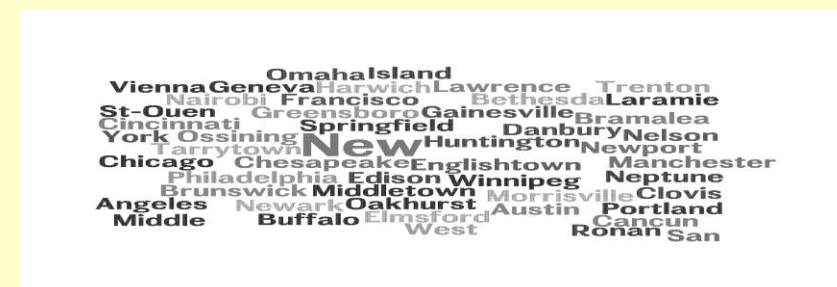 Omaha Island
Vienna Geneva Harwich Lawrence Trenton
Nairobi Francisco Bethesda Laramie
St-Ouen Greensboro Gainesville Bramalea
Cincinnati Springfield Danbury Nelson
York Ossining New Huntington Newport
Tarrytown
Chicago Chesapeake Englishtown Manchester
Philadelphia Edison Winnipeg Neptune
Brunswick Middletown Morrisville Clovis
Angeles Newark Oakhurst Austin Portland
Middle Buffalo Elmsford Cancun
West Ronan San